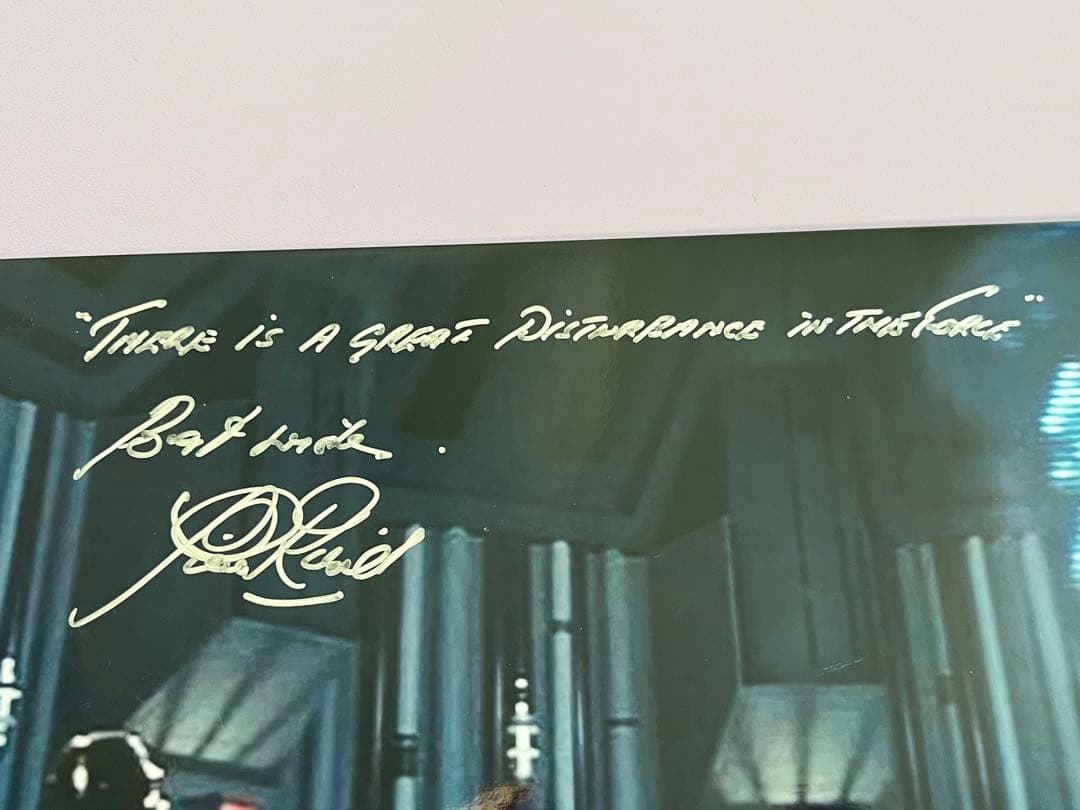 "THERE IS A GREAT DISTURBANCE IN THE FORCE"
Best wishes.